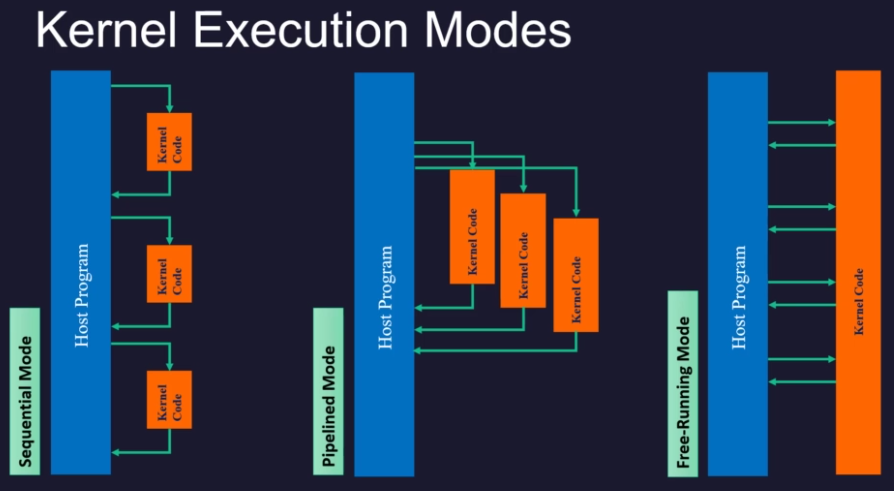 Kernel Execution Modes
Sequential Mode
Host Program
Kernel
Code
Kernel
Code
Kernel
Code
Pipelined Mode
Host Program
Kernel Code
Kernel Code
Kernel Code
Free-Running Mode
Host Program
Kernel Code